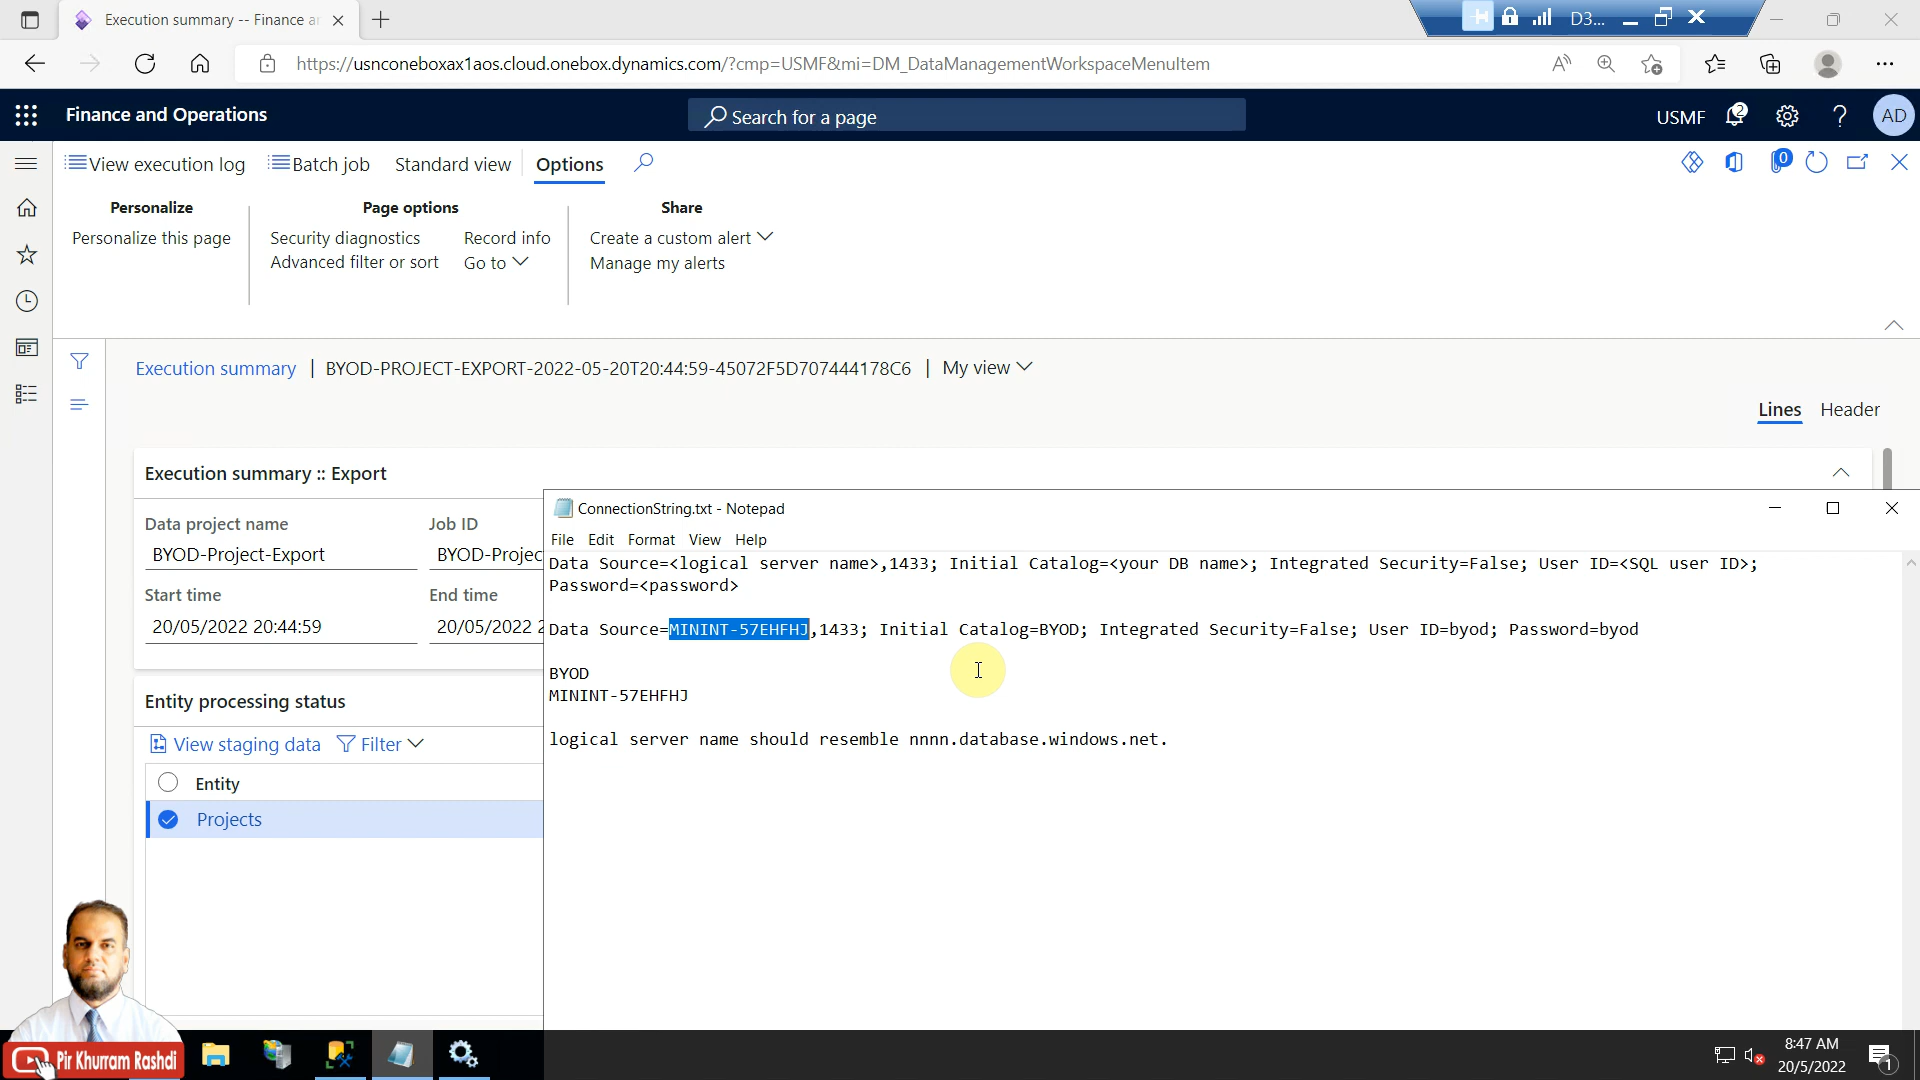 Execution summary -- Finance a
D3...
https://usnconeboxax1aos.cloud.onebox.dynamics.com/?cmp=USMF&mi=DM_DataManagementWorkspaceMenuItem
Finance and Operations
Search for a page
USMF
2
AD
View execution log
Batch job
Standard view
Options
0
Personalize
Page options
Share
Personalize this page
Security diagnostics
Record info
Create a custom alert
Advanced filter or sort
Go to
Manage my alerts
Execution summary | BYOD-PROJECT-EXPORT-2022-05-20T20:44:59-45072F5D707444178C6 | My view
Lines
Header
Execution summary :: Export
Data project name
Job ID
BYOD-Project-Export
BYOD-Projec
Start time
End time
20/05/2022 20:44:59
20/05/2022 2
Entity processing status
View staging data
Filter
Entity
Projects
ConnectionString.txt - Notepad
File Edit Format View Help
Data Source=<logical server name>,1433; Initial Catalog=<your DB name>; Integrated Security=False; User ID=<SQL user ID>;
Password=<password>
Data Source=MININT-57EHFHJ,1433; Initial Catalog=BYOD; Integrated Security=False; User ID=byod; Password=byod
BYOD
MININT-57EHFHJ
logical server name should resemble nnnn.database.windows.net.
Pir Khurram Rashdi
8:47 AM
20/5/2022
1